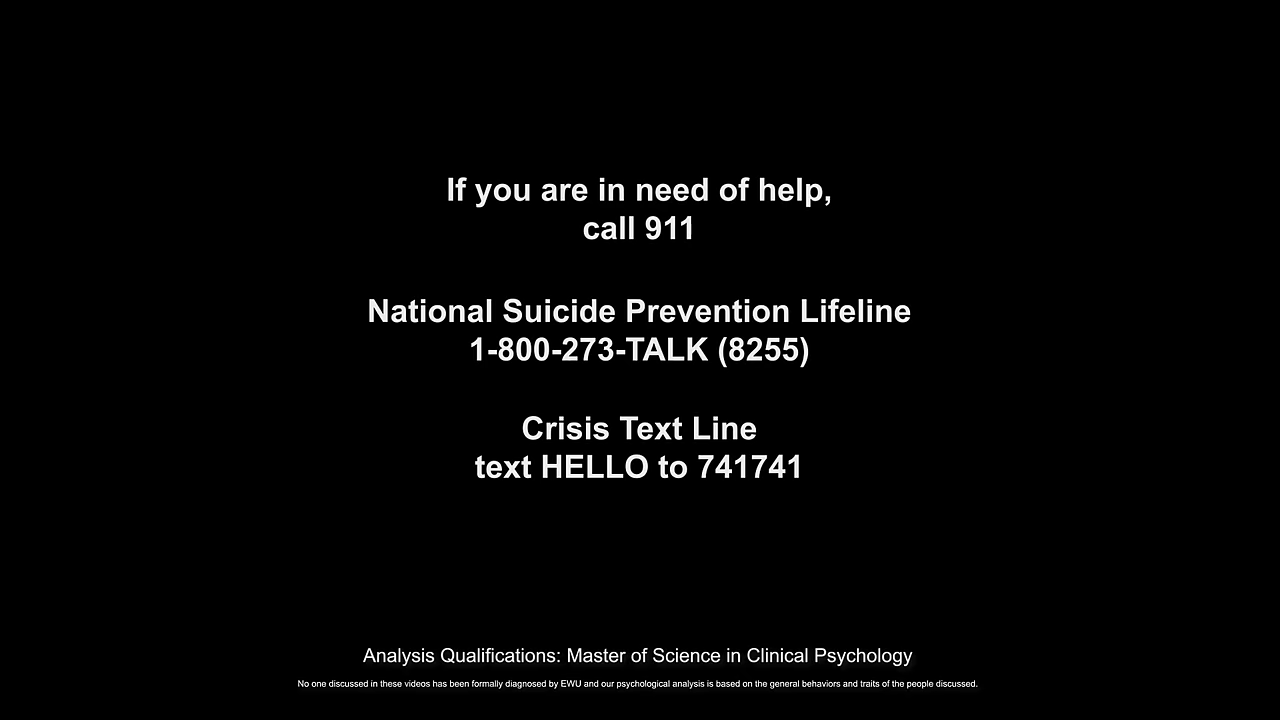 If you are in need of help,
call 911
National Suicide Prevention Lifeline
1-800-273-TALK (8255)
Crisis Text Line
text HELLO to 741741
Analysis Qualifications: Master of Science in Clinical Psychology
No one discussed in these videos has been formally diagnosed by EWU and our psychological analysis is based on the general behaviors and traits of the people discussed.